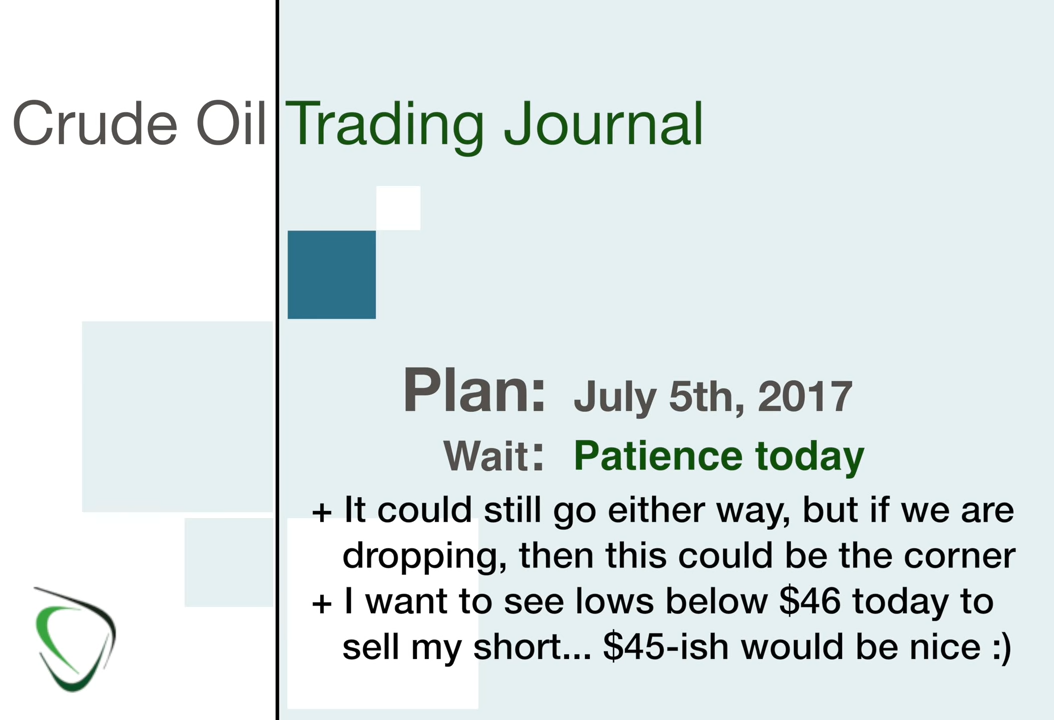 Crude Oil Trading Journal
Plan: July 5th, 2017
Wait: Patience today
+ It could still go either way, but if we are
dropping, then this could be the corner
+ I want to see lows below $46 today to
sell my short... $45-ish would be nice :)